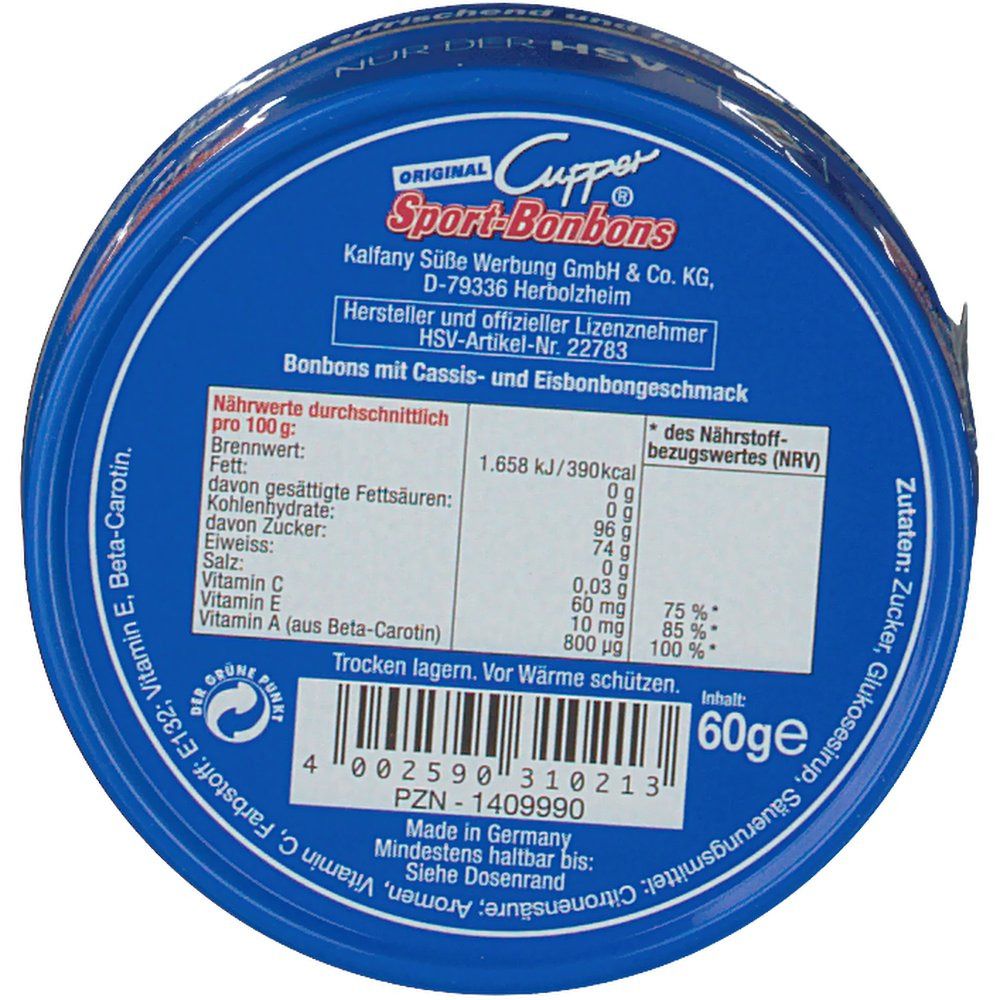 erfrischend und
NUR DER HSV
ORIGINAL Cupper®
Sport-Bonbons
Kalfany Süße Werbung GmbH & Co. KG,
D-79336 Herbolzheim
Hersteller und offizieller Lizenznehmer
HSV-Artikel-Nr. 22783
Bonbons mit Cassis- und Eisbonbongeschmack
Nährwerte durchschnittlich
pro 100 g:
* des Nährstoff-
bezugswertes (NRV)
Brennwert: 1.658 kJ/390kcal
Fett: 0 g
davon gesättigte Fettsäuren: 0 g
Kohlenhydrate: 96 g
davon Zucker: 74 g
Eiweiss: 0 g
Salz: 0,03 g
Vitamin C 60 mg 75 % *
Vitamin E 10 mg 85 % *
Vitamin A (aus Beta-Carotin) 800 µg 100 % *
Trocken lagern. Vor Wärme schützen.
DER GRÜNE PUNKT
Inhalt:
60g e
4 002590 310213
PZN - 1409990
Made in Germany
Mindestens haltbar bis:
Siehe Dosenrand
Zutaten: Zucker, Glukosesirup, Säuerungsmittel: Citronensäure; Aromen, Vitamin C, Farbstoff: E132; Vitamin E, Beta-Carotin.